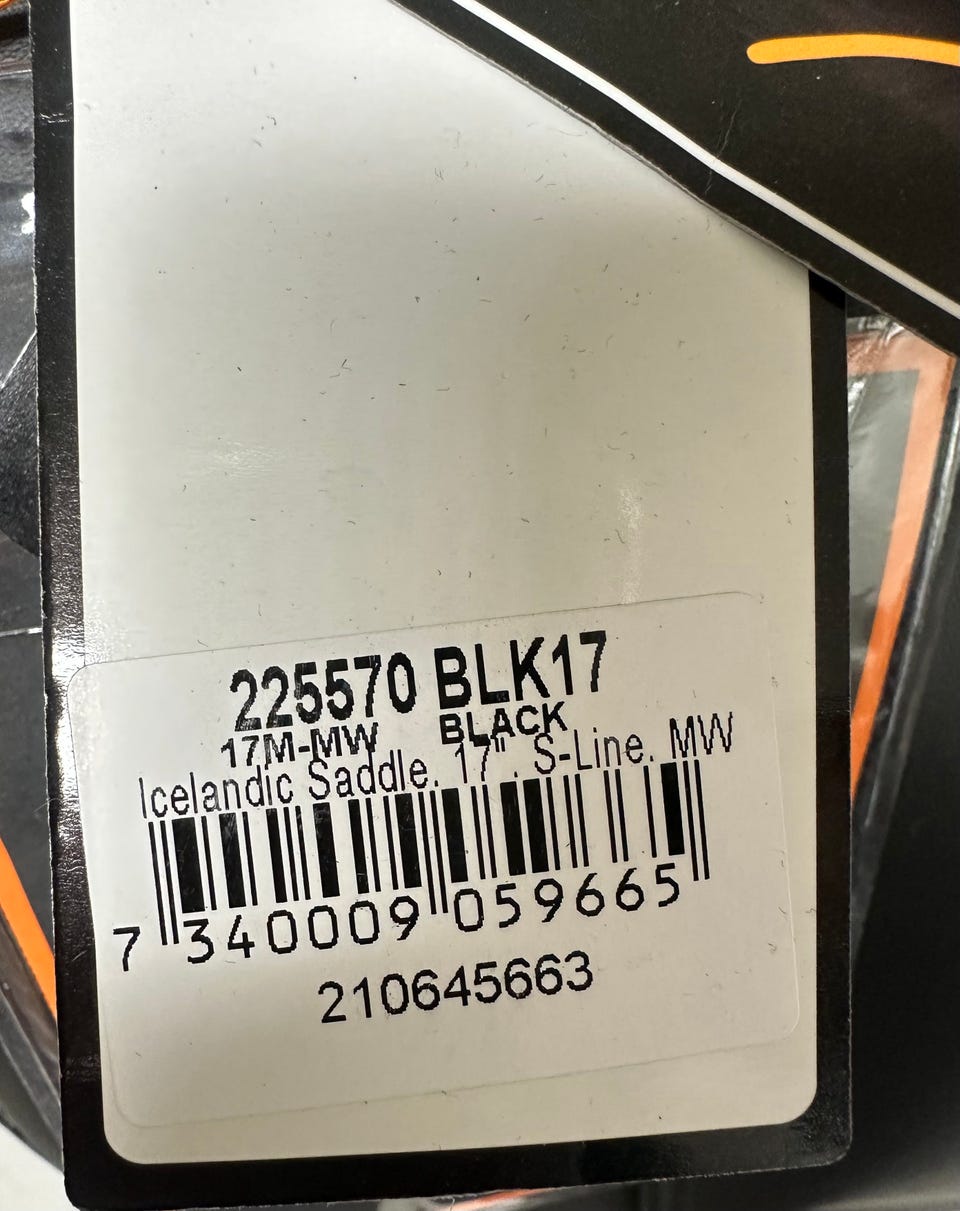 225570 BLK17
17M-MW BLACK
Icelandic Saddle. 17". S-Line. MW
7 340009 059665
210645663